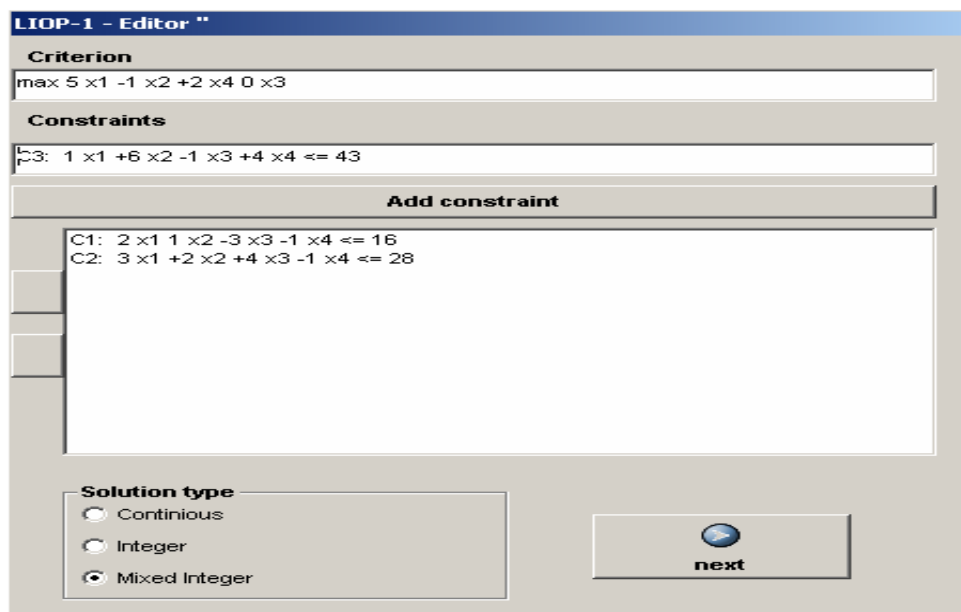 LIOP-1 - Editor "
Criterion
max 5 x1 -1 x2 +2 x4 0 x3
Constraints
C3: 1 x1 +6 x2 -1 x3 +4 x4 <= 43
Add constraint
C1: 2 x1 1 x2 -3 x3 -1 x4 <= 16
C2: 3 x1 +2 x2 +4 x3 -1 x4 <= 28
Solution type
Continious
Integer
Mixed Integer
next